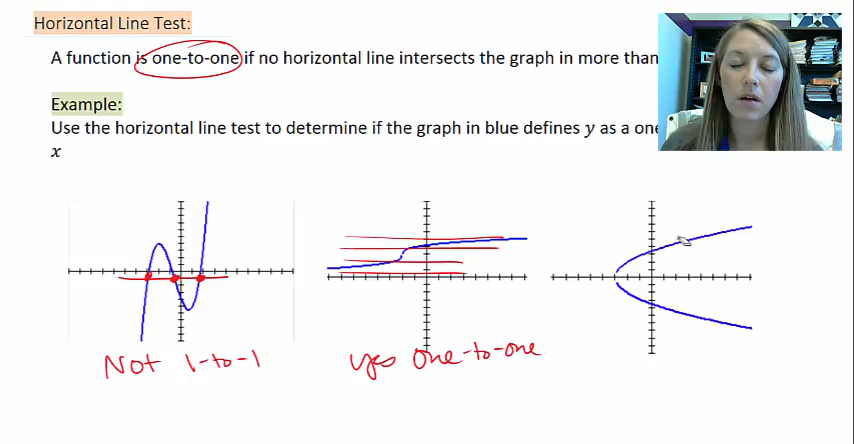 Horizontal Line Test:
A function is one-to-one if no horizontal line intersects the graph in more than
Example:
Use the horizontal line test to determine if the graph in blue defines y as a one
x
Not 1-to-1
yes one-to-one